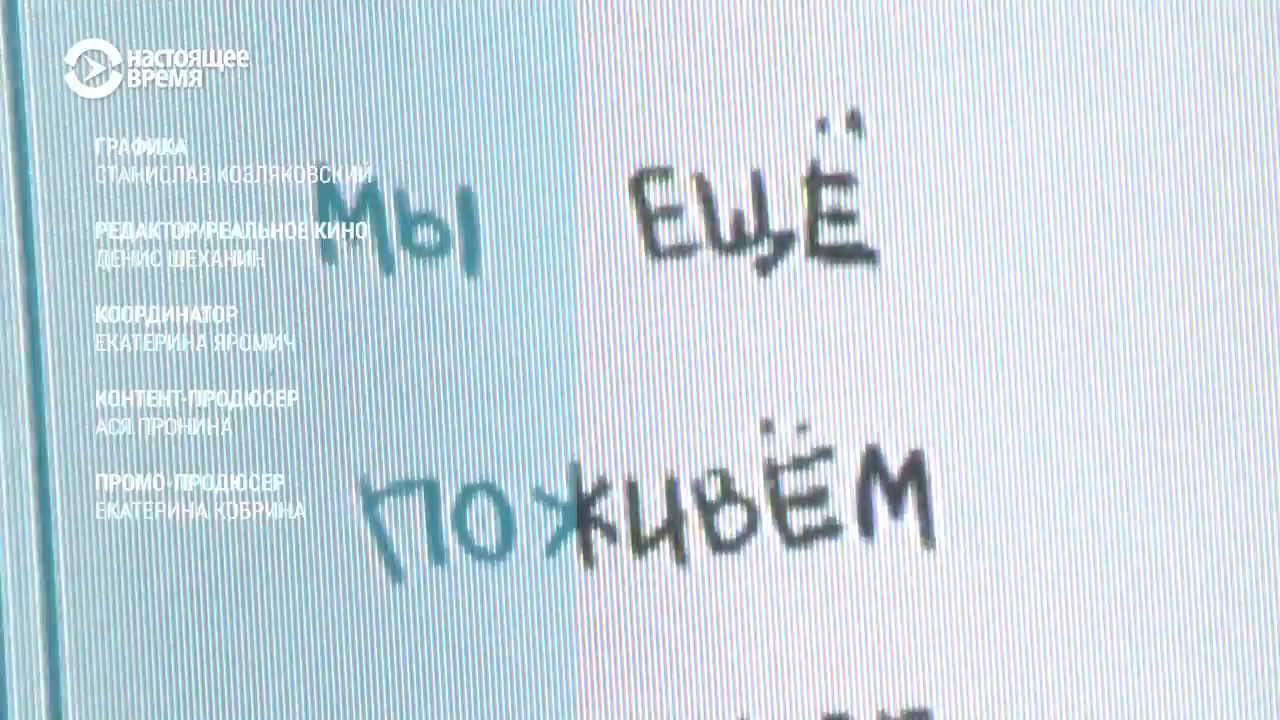 НАСТОЯЩЕЕ
ВРЕМЯ
ГРАФИКА
СТАНИСЛАВ КОЗЛЯКОВСКИЙ
РЕДАКТОР/РЕАЛЬНОЕ КИНО
ДЕНИС ШЕХАНИН
КООРДИНАТОР
ЕКАТЕРИНА ЯРОМИЧ
КОНТЕНТ-ПРОДЮСЕР
АСЯ ПРОНИНА
ПРОМО-ПРОДЮСЕР
ЕКАТЕРИНА КОБРИНА
МЫ ЕЩЁ
ПОЖИВЁМ